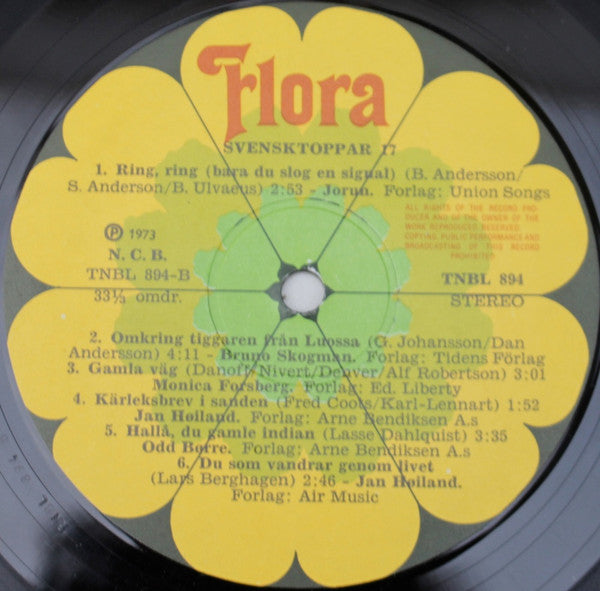 Flora
SVENSKTOPPAR 17
1. Ring, ring (bara du slog en signal) (B. Andersson/
S. Anderson/B. Ulvaeus) 2:53 - Jorun. Forlag: Union Songs
ALL RIGHTS OF THE RECORD PRO-
DUCER AND OF THE OWNER OF THE
WORK REPRODUCED RESERVED.
COPYING, PUBLIC PERFORMANCE AND
BROADCASTING OF THIS RECORD
PROHIBITED
Ⓟ 1973
N. C. B.
TNBL 894-B
33⅓ omdr.
TNBL 894
STEREO
2. Omkring tiggaren från Luossa (G. Johansson/Dan
Andersson) 4:11 - Bruno Skogman. Forlag: Tidens Förlag
3. Gamla väg (Danoff/Nivert/Denver/Alf Robertson) 3:01
Monica Forsberg. Forlag: Ed. Liberty
4. Kärleksbrev i sanden (Fred Coots/Karl-Lennart) 1:52
Jan Høiland. Forlag: Arne Bendiksen A.s
5. Hallå, du gamle indian (Lasse Dahlquist) 3:35
Odd Børre. Forlag: Arne Bendiksen A.s
6. Du som vandrar genom livet
(Lars Berghagen) 2:46 - Jan Høiland.
Forlag: Air Music